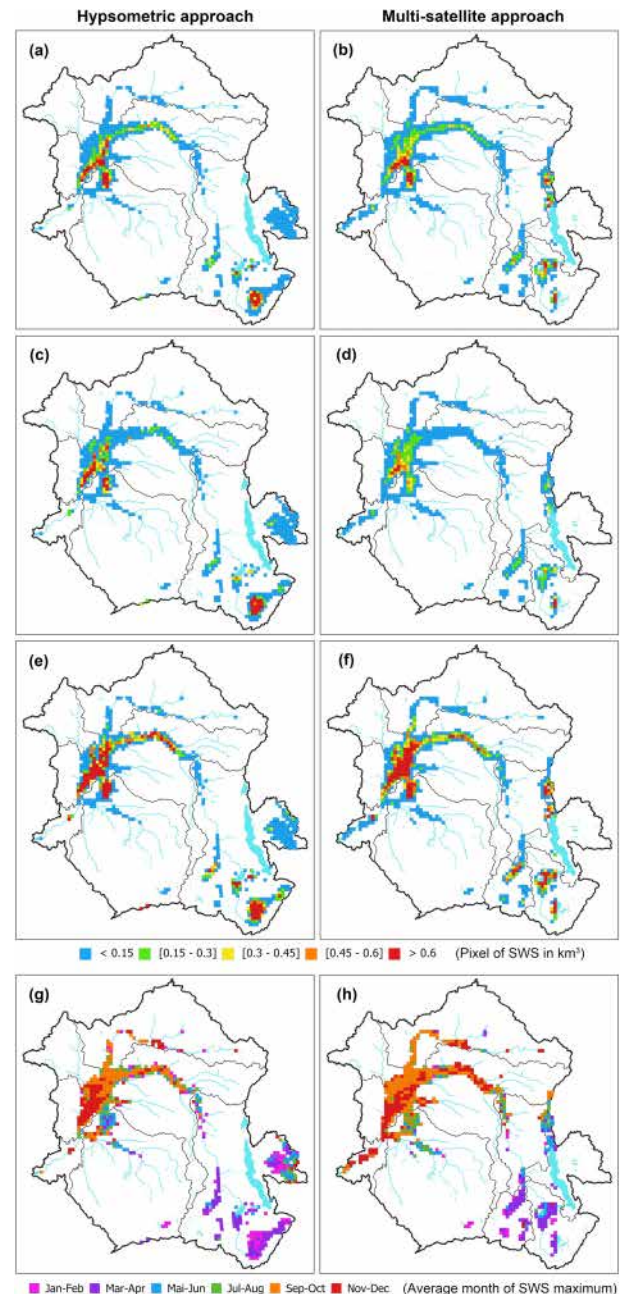 Hypsometric approach
Multi-satellite approach
(a)
(b)
(c)
(d)
(e)
(f)
< 0.15 [0.15 - 0.3] [0.3 - 0.45] [0.45 - 0.6] > 0.6 (Pixel of SWS in km³)
(g)
(h)
Jan-Feb Mar-Apr Mai-Jun Jul-Aug Sep-Oct Nov-Dec (Average month of SWS maximum)